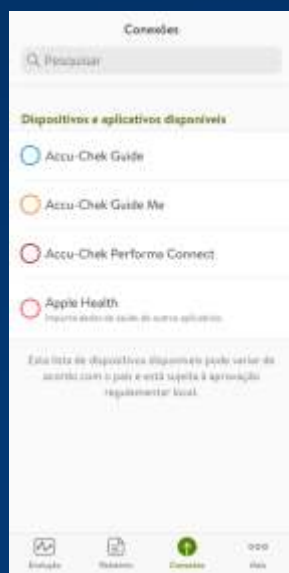 Conexões
Pesquisar
Dispositivos e aplicativos disponíveis
Accu-Chek Guide
Accu-Chek Guide Me
Accu-Chek Performa Connect
Apple Health
Importa dados de saúde de outros aplicativos.
Esta lista de dispositivos disponíveis pode variar de
acordo com o país e está sujeita à aprovação
regulamentar local.
Evolução Relatório Conexões Mais